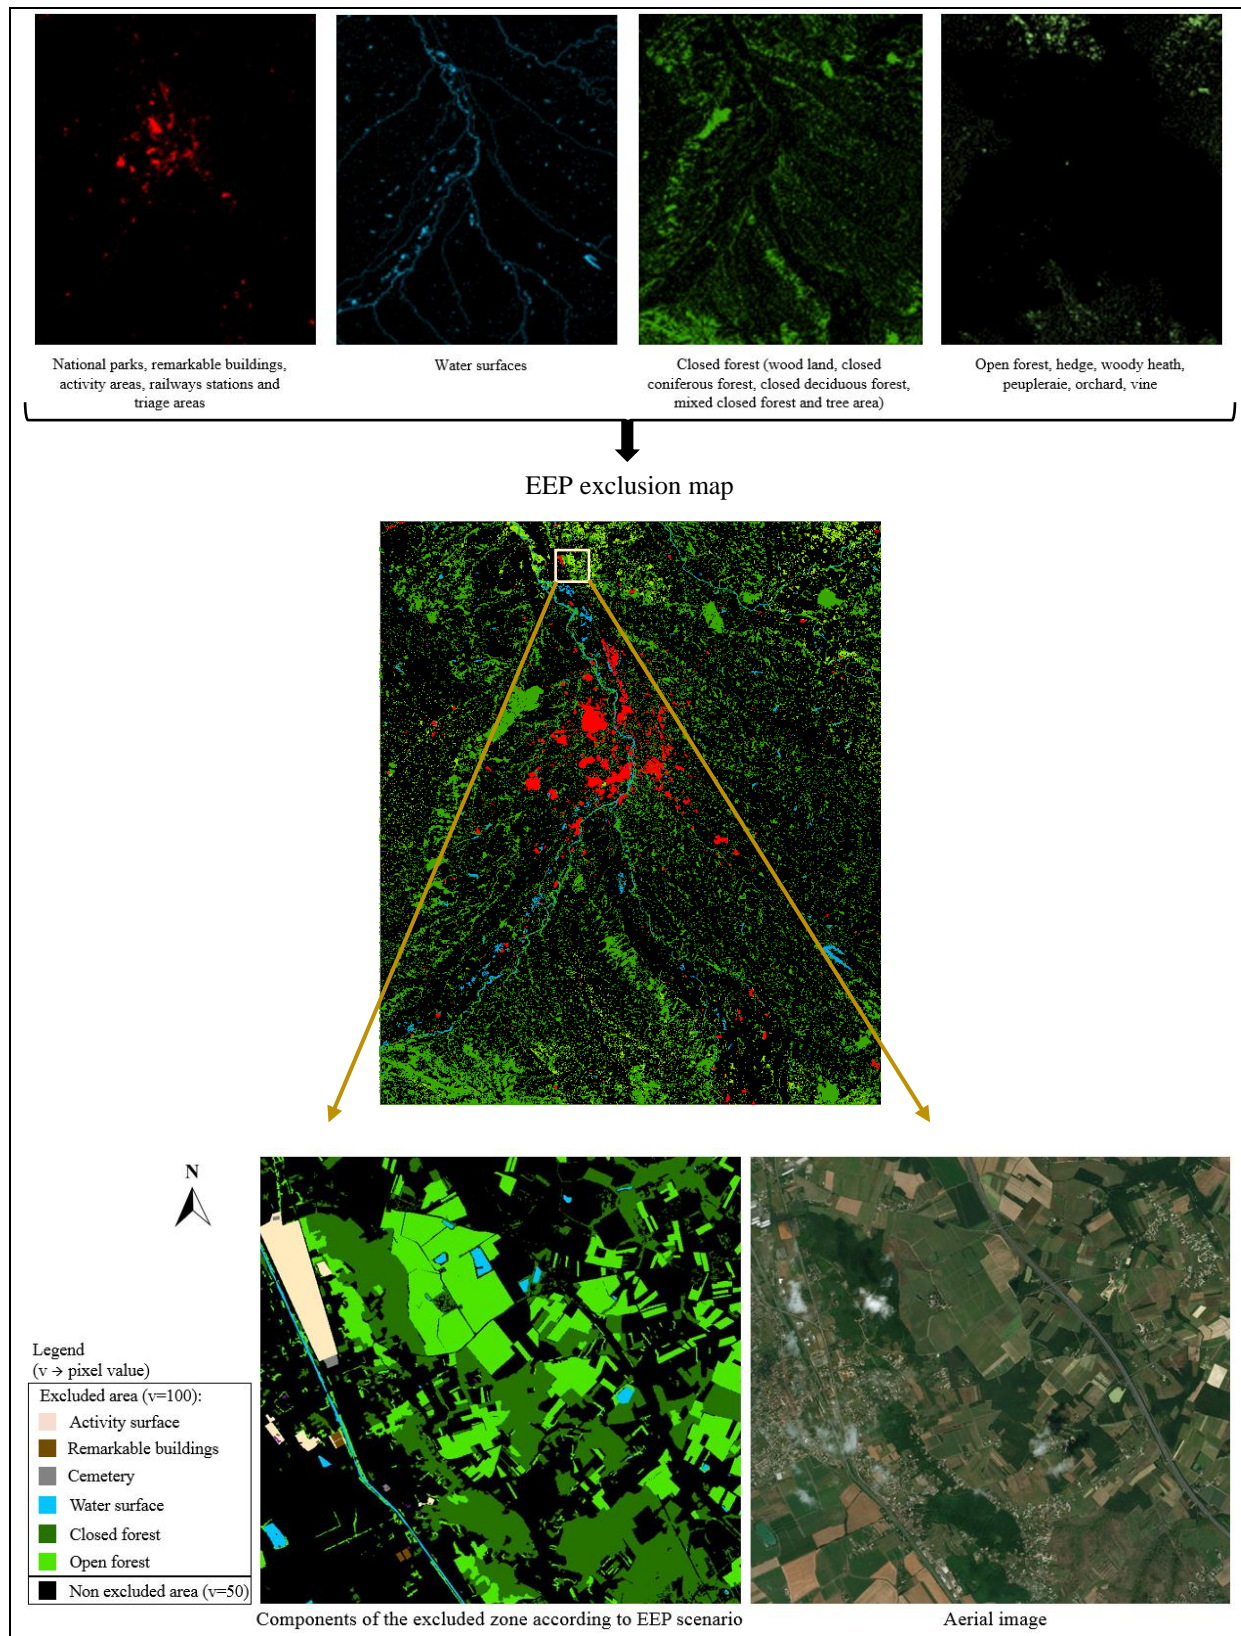 National parks, remarkable buildings,
activity areas, railways stations and
triage areas
Water surfaces
Closed forest (wood land, closed
coniferous forest, closed deciduous forest,
mixed closed forest and tree area)
Open forest, hedge, woody heath,
peupleraie, orchard, vine
EEP exclusion map
N
Legend
(v → pixel value)
Excluded area (v=100):
Activity surface
Remarkable buildings
Cemetery
Water surface
Closed forest
Open forest
Non excluded area (v=50)
Components of the excluded zone according to EEP scenario
Aerial image